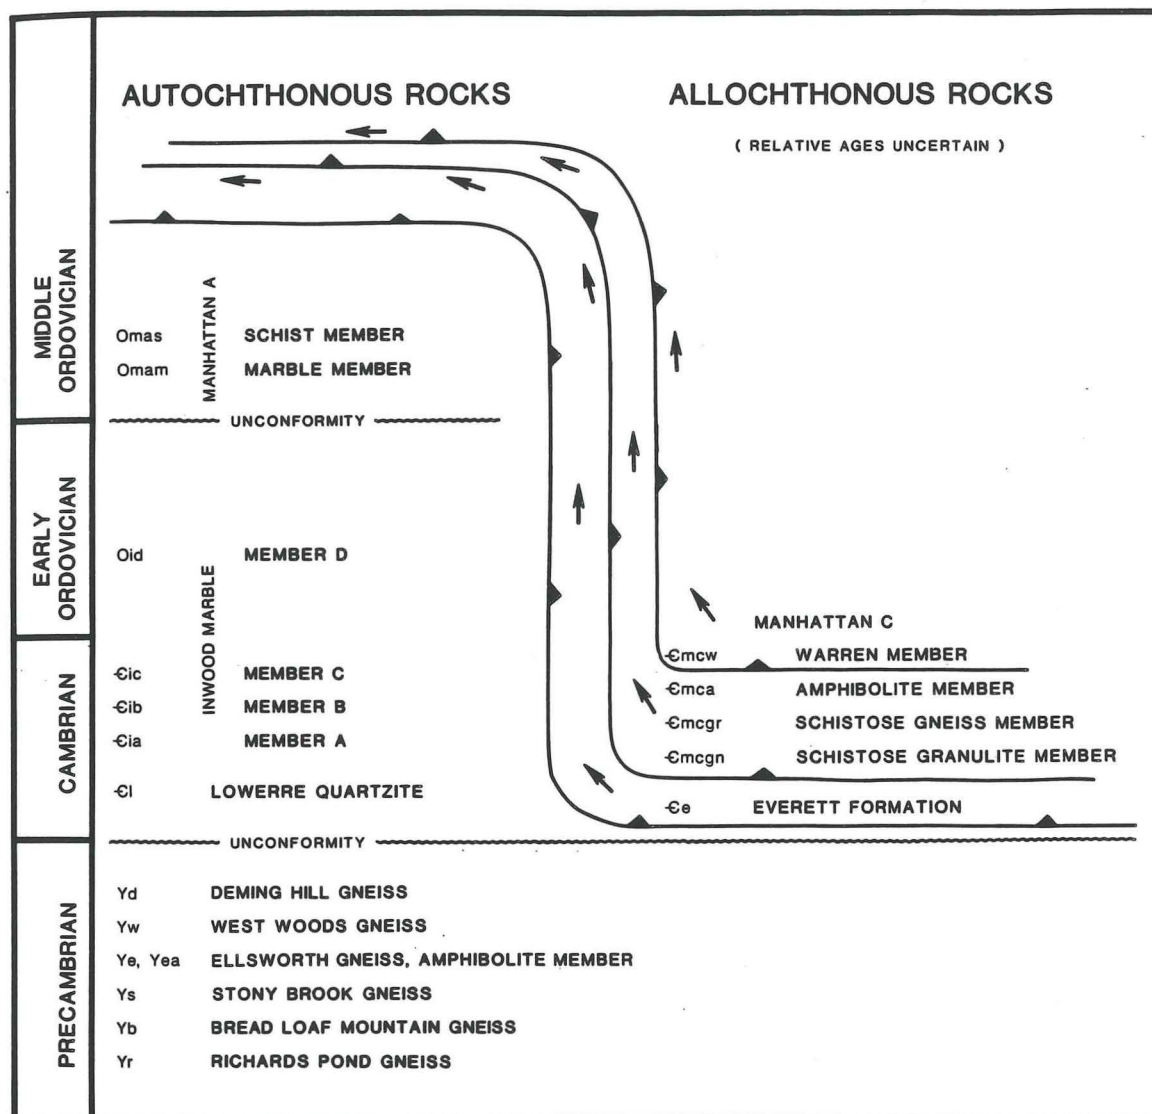 AUTOCHTHONOUS ROCKS
ALLOCHTHONOUS ROCKS
( RELATIVE AGES UNCERTAIN )
MIDDLE
ORDOVICIAN
MANHATTAN A
Omas SCHIST MEMBER
Omam MARBLE MEMBER
UNCONFORMITY
EARLY
ORDOVICIAN
Oid MEMBER D
INWOOD MARBLE
CAMBRIAN
Ꞓic MEMBER C
Ꞓib MEMBER B
Ꞓia MEMBER A
Ꞓl LOWERRE QUARTZITE
MANHATTAN C
Ꞓmcw WARREN MEMBER
Ꞓmca AMPHIBOLITE MEMBER
Ꞓmcgr SCHISTOSE GNEISS MEMBER
Ꞓmcgn SCHISTOSE GRANULITE MEMBER
Ꞓe EVERETT FORMATION
UNCONFORMITY
PRECAMBRIAN
Yd DEMING HILL GNEISS
Yw WEST WOODS GNEISS
Ye, Yea ELLSWORTH GNEISS, AMPHIBOLITE MEMBER
Ys STONY BROOK GNEISS
Yb BREAD LOAF MOUNTAIN GNEISS
Yr RICHARDS POND GNEISS